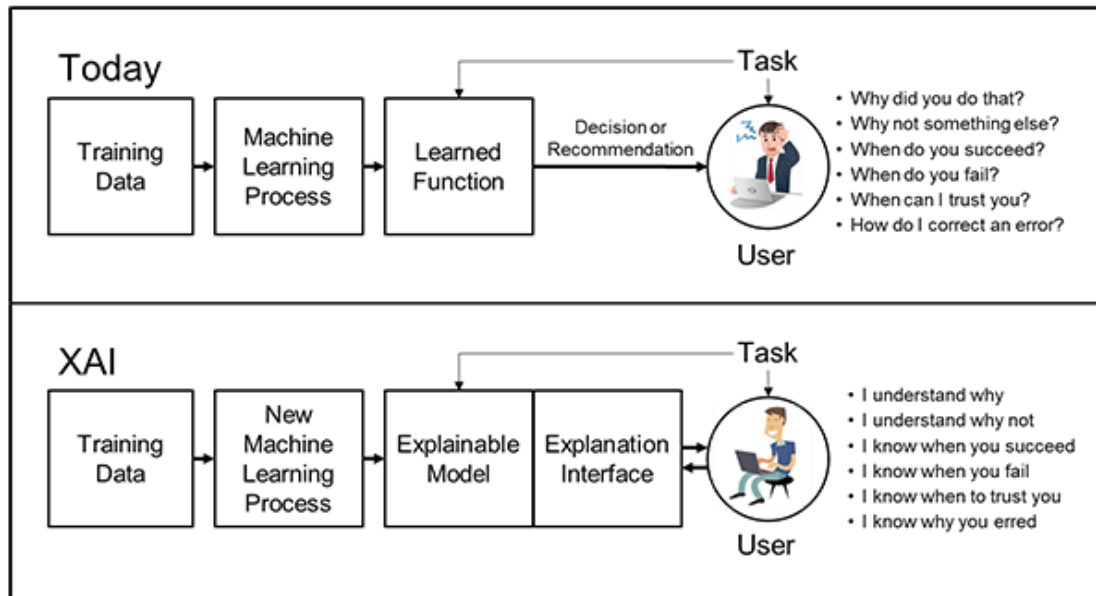 Today
Task
Training
Data
Machine
Learning
Process
Learned
Function
Decision or
Recommendation
User
• Why did you do that?
• Why not something else?
• When do you succeed?
• When do you fail?
• When can I trust you?
• How do I correct an error?
XAI
Task
Training
Data
New
Machine
Learning
Process
Explainable
Model
Explanation
Interface
User
• I understand why
• I understand why not
• I know when you succeed
• I know when you fail
• I know when to trust you
• I know why you erred